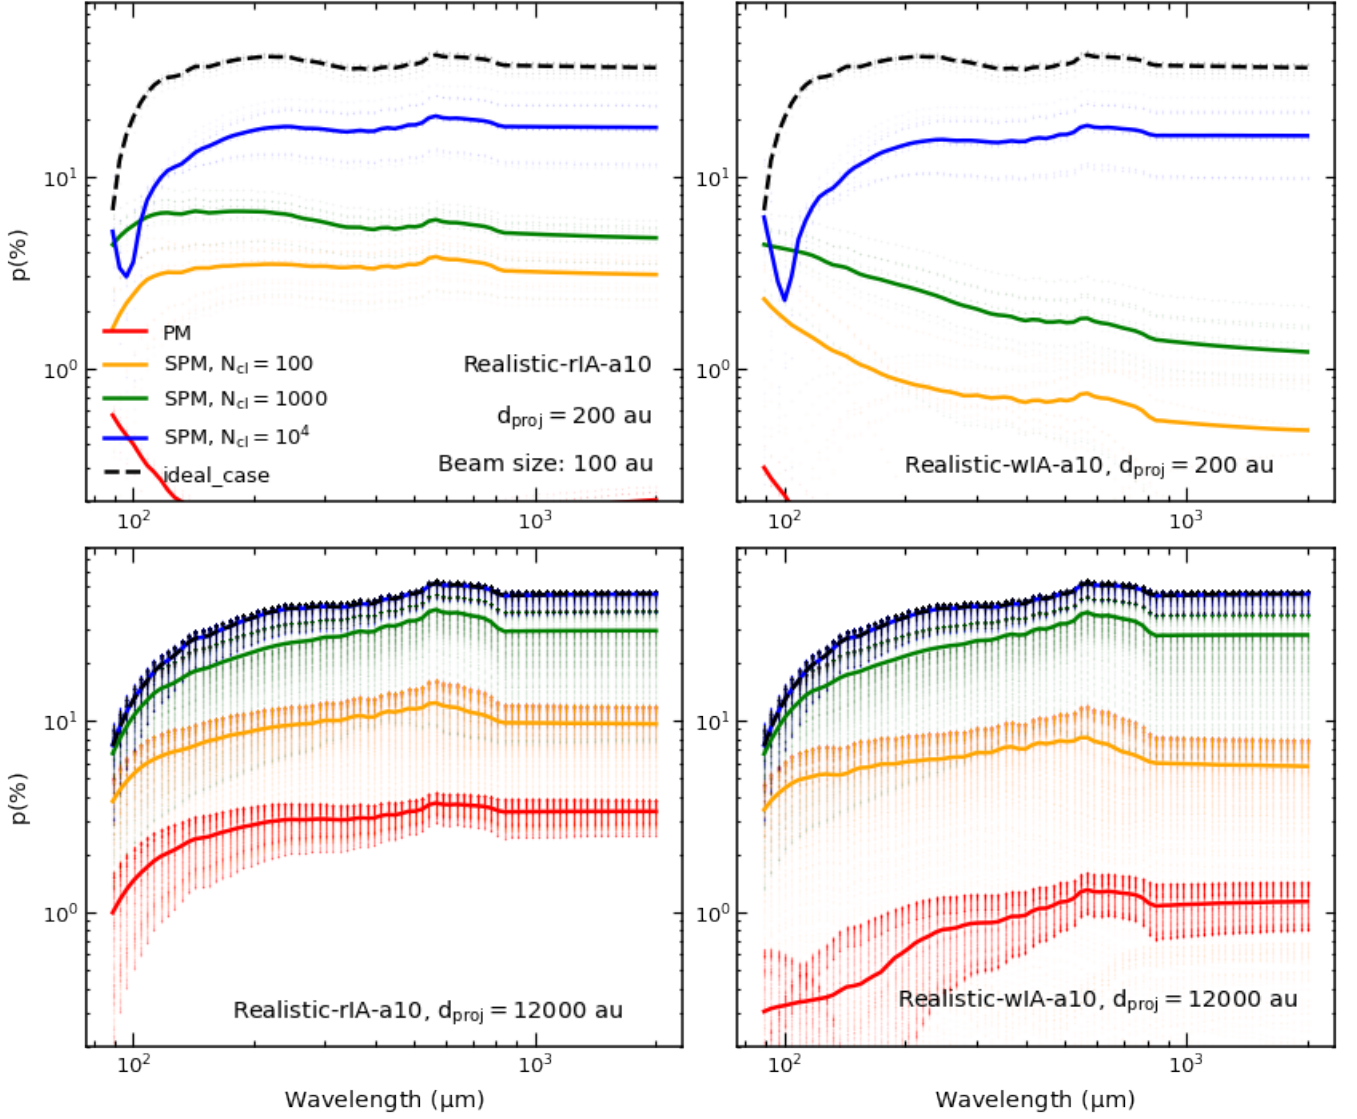 p(%)
10¹
10⁰
PM
SPM, N_cl = 100
SPM, N_cl = 1000
SPM, N_cl = 10⁴
ideal_case
Realistic-rIA-a10
d_proj = 200 au
Beam size: 100 au
10²
10³
10¹
10⁰
Realistic-wIA-a10, d_proj = 200 au
10²
10³
p(%)
10¹
10⁰
Realistic-rIA-a10, d_proj = 12000 au
10²
10³
Wavelength (μm)
10¹
10⁰
Realistic-wIA-a10, d_proj = 12000 au
10²
10³
Wavelength (μm)